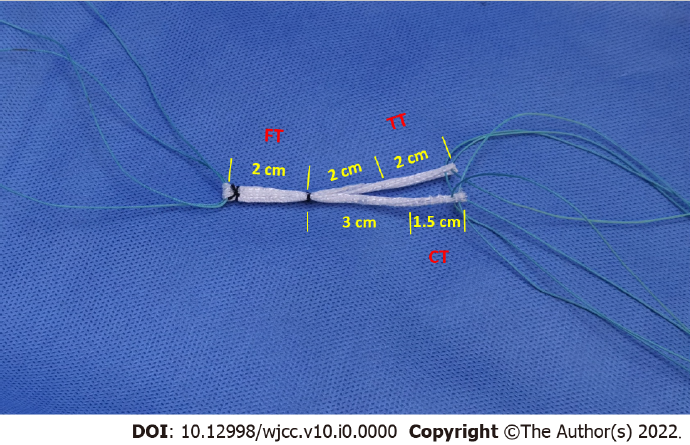 FT
TT
2 cm
2 cm
2 cm
3 cm
1.5 cm
CT
DOI: 10.12998/wjcc.v10.i0.0000 Copyright ©The Author(s) 2022.